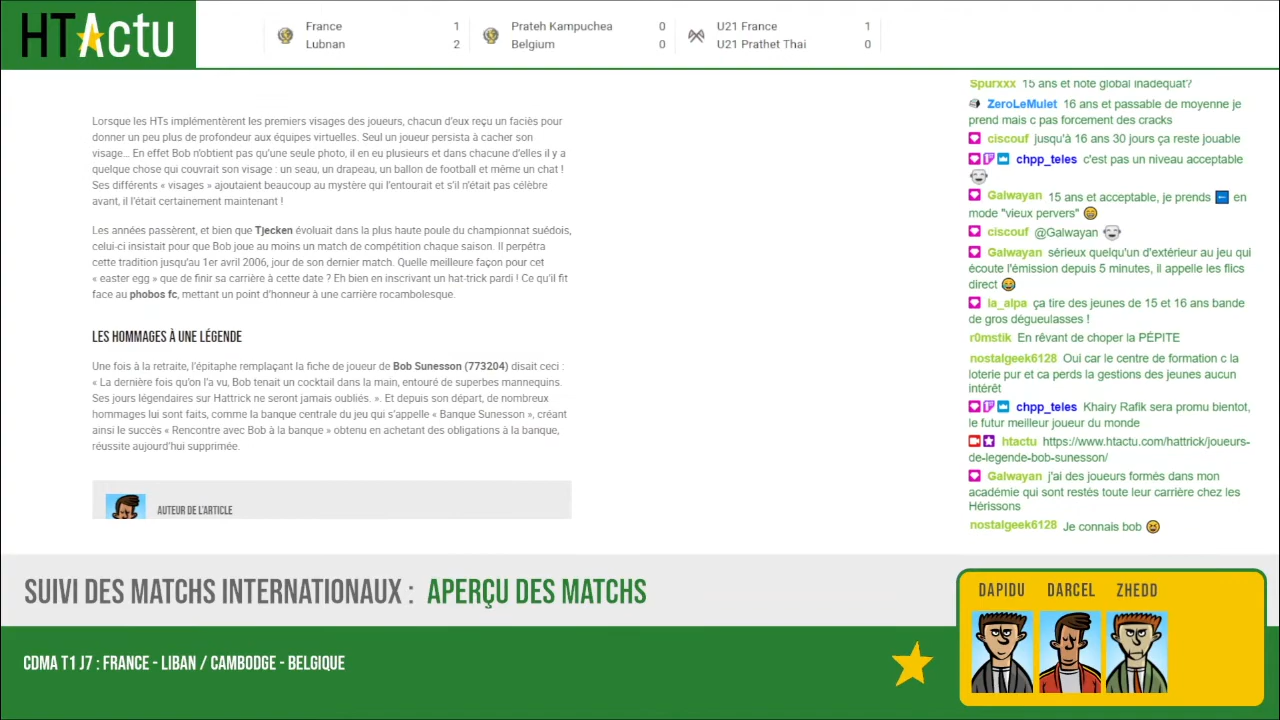 HTActu
France 1
Lubnan 2
Prateh Kampuchea 0
Belgium 0
U21 France 1
U21 Prathet Thai 0
Lorsque les HTs implémentèrent les premiers visages des joueurs, chacun d'eux reçu un faciès pour
donner un peu plus de profondeur aux équipes virtuelles. Seul un joueur persista à cacher son
visage... En effet Bob n'obtient pas qu'une seule photo, il en eu plusieurs et dans chacune d'elles il y a
quelque chose qui couvrait son visage : un seau, un drapeau, un ballon de football et même un chat !
Ses différents « visages » ajoutaient beaucoup au mystère qui l'entourait et s'il n'était pas célèbre
avant, il l'était certainement maintenant !
Les années passèrent, et bien que Tjecken évoluait dans la plus haute poule du championnat suédois,
celui-ci insistait pour que Bob joue au moins un match de compétition chaque saison. Il perpétra
cette tradition jusqu'au 1er avril 2006, jour de son dernier match. Quelle meilleure façon pour cet
« easter egg » que de finir sa carrière à cette date ? Eh bien en inscrivant un hat-trick pardi ! Ce qu'il fit
face au phobos fc, mettant un point d'honneur à une carrière rocambolesque.
LES HOMMAGES À UNE LÉGENDE
Une fois à la retraite, l'épitaphe remplaçant la fiche de joueur de Bob Sunesson (773204) disait ceci :
« La dernière fois qu'on l'a vu, Bob tenait un cocktail dans la main, entouré de superbes mannequins.
Ses jours légendaires sur Hattrick ne seront jamais oubliés. ». Et depuis son départ, de nombreux
hommages lui sont faits, comme la banque centrale du jeu qui s'appelle « Banque Sunesson », créant
ainsi le succès « Rencontre avec Bob à la banque » obtenu en achetant des obligations à la banque,
réussite aujourd'hui supprimée.
AUTEUR DE L'ARTICLE
Spurxxx 15 ans et note global inadequat?
ZeroLeMulet 16 ans et passable de moyenne je
prend mais c pas forcement des cracks
ciscouf jusqu'à 16 ans 30 jours ça reste jouable
chpp_teles c'est pas un niveau acceptable
Galwayan 15 ans et acceptable, je prends en
mode "vieux pervers"
ciscouf @Galwayan
Galwayan sérieux quelqu'un d'extérieur au jeu qui
écoute l'émission depuis 5 minutes, il appelle les flics
direct
la_alpa ça tire des jeunes de 15 et 16 ans bande
de gros dégueulasses !
r0mstik En rêvant de choper la PÉPITE
nostalgeek6128 Oui car le centre de formation c la
loterie pur et ca perds la gestions des jeunes aucun
intérêt
chpp_teles Khairy Rafik sera promu bientot,
le futur meilleur joueur du monde
htactu https://www.htactu.com/hattrick/joueurs-
de-legende-bob-sunesson/
Galwayan j'ai des joueurs formés dans mon
académie qui sont restés toute leur carrière chez les
Hérissons
nostalgeek6128 Je connais bob
SUIVI DES MATCHS INTERNATIONAUX : APERÇU DES MATCHS
CDMA T1 J7 : FRANCE - LIBAN / CAMBODGE - BELGIQUE
DAPIDU DARCEL ZHEDD